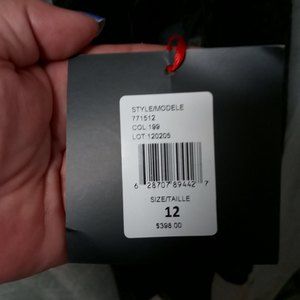 STYLE/MODELE
771512
COL:199
LOT:120205
6 28707 89442 7
SIZE/TAILLE
12
$398.00